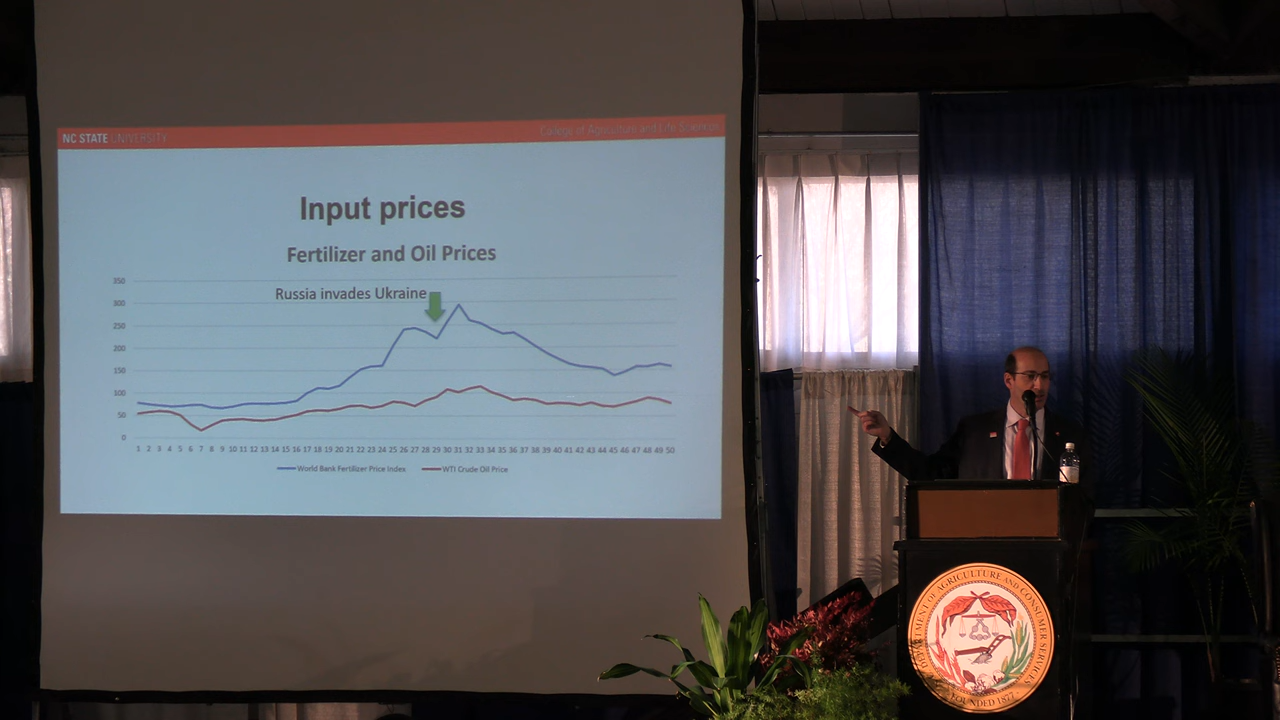 NC STATE UNIVERSITY
College of Agriculture and Life Sciences
Input prices
Fertilizer and Oil Prices
Russia invades Ukraine
350
300
250
200
150
100
50
0
1 2 3 4 5 6 7 8 9 10 11 12 13 14 15 16 17 18 19 20 21 22 23 24 25 26 27 28 29 30 31 32 33 34 35 36 37 38 39 40 41 42 43 44 45 46 47 48 49 50
World Bank Fertilizer Price Index WTI Crude Oil Price
DEPARTMENT OF AGRICULTURE AND CONSUMER SERVICES
FOUNDED 1877